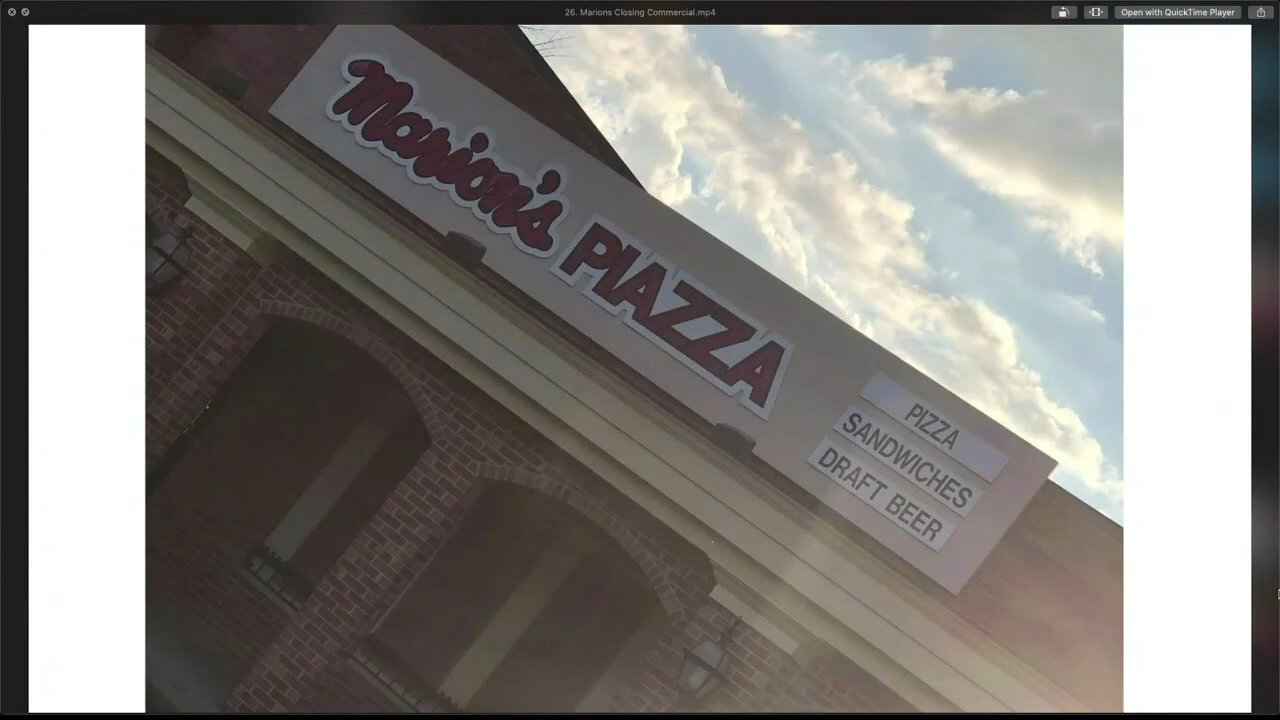 26. Marions Closing Commercial.mp4
Open with QuickTime Player
Marion's
PIAZZA
PIZZA
SANDWICHES
DRAFT BEER